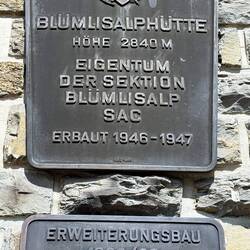 BLÜMLISALPHÜTTE
HÖHE 2840 M
EIGENTUM
DER SEKTION
BLÜMLISALP
SAC
ERBAUT 1946-1947
ERWEITERUNGSBAU